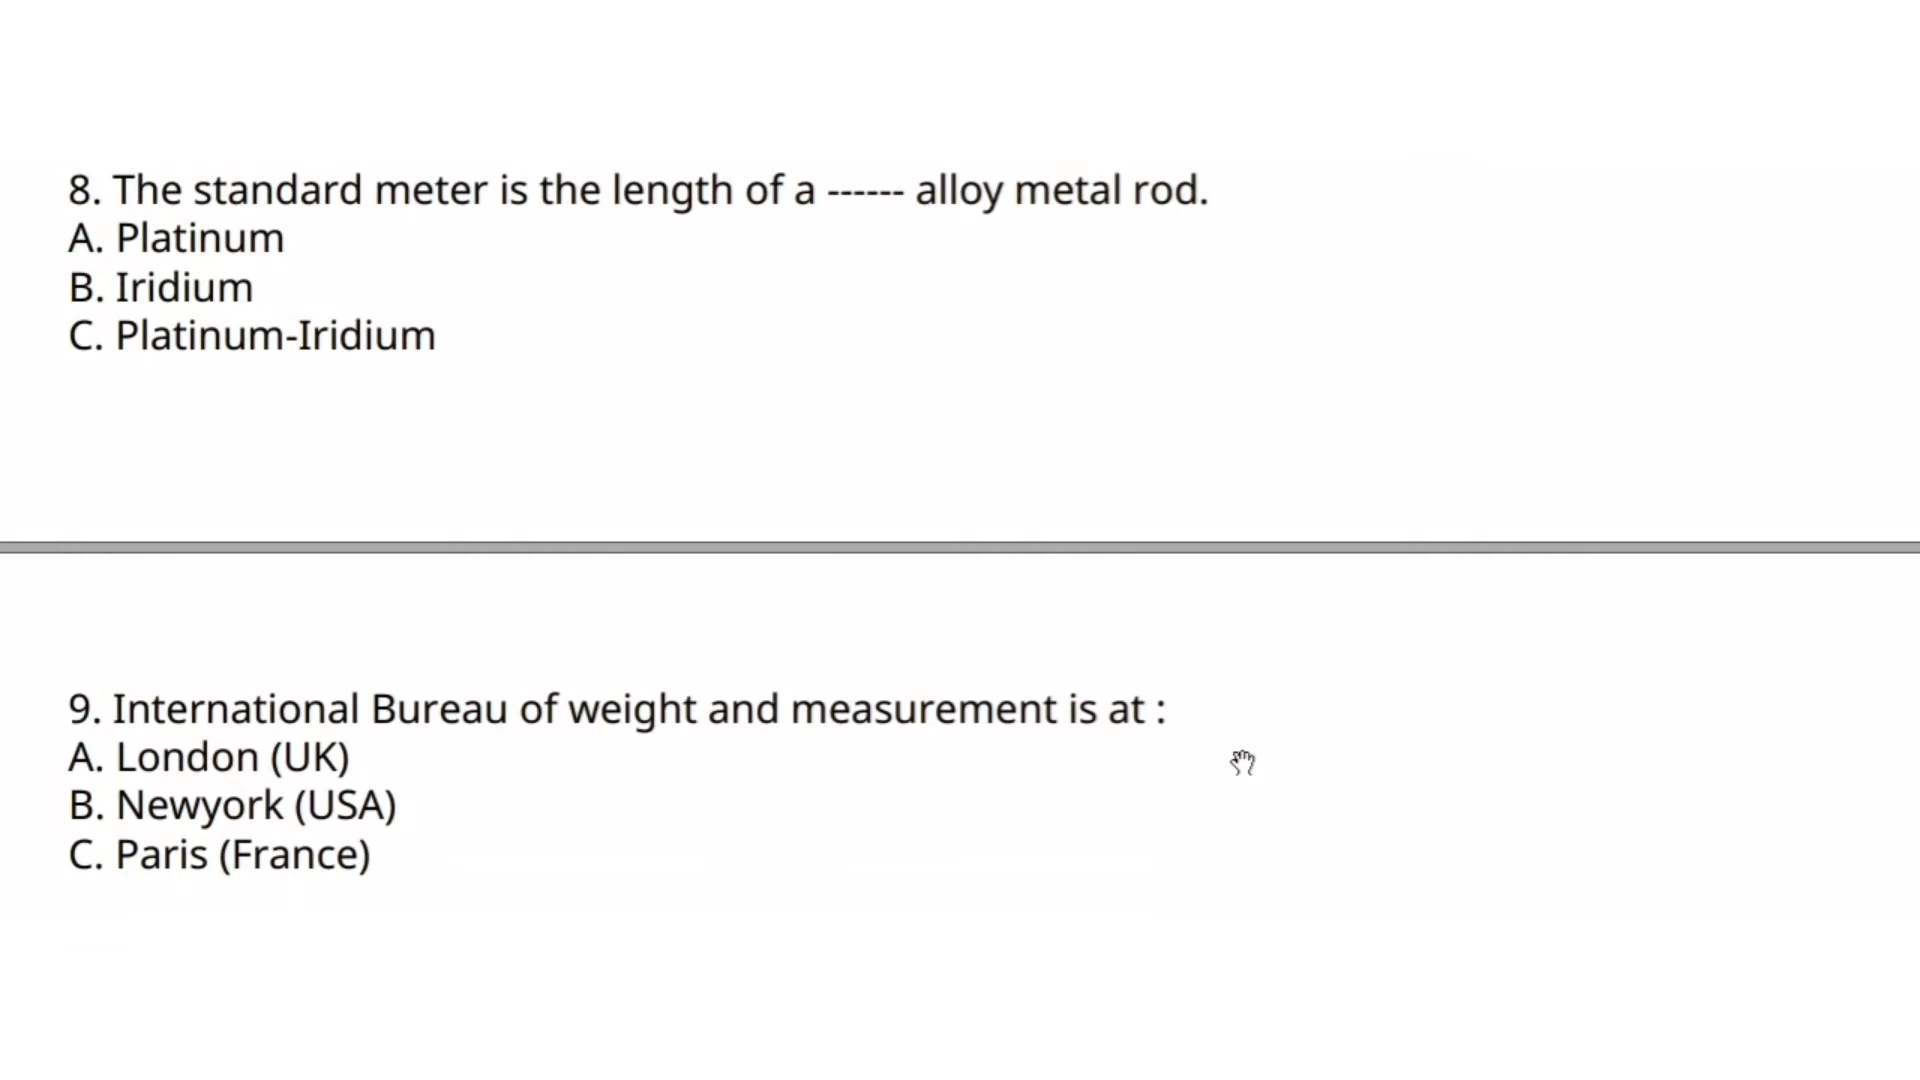 8. The standard meter is the length of a ------ alloy metal rod.
A. Platinum
B. Iridium
C. Platinum-Iridium
9. International Bureau of weight and measurement is at :
A. London (UK)
B. Newyork (USA)
C. Paris (France)